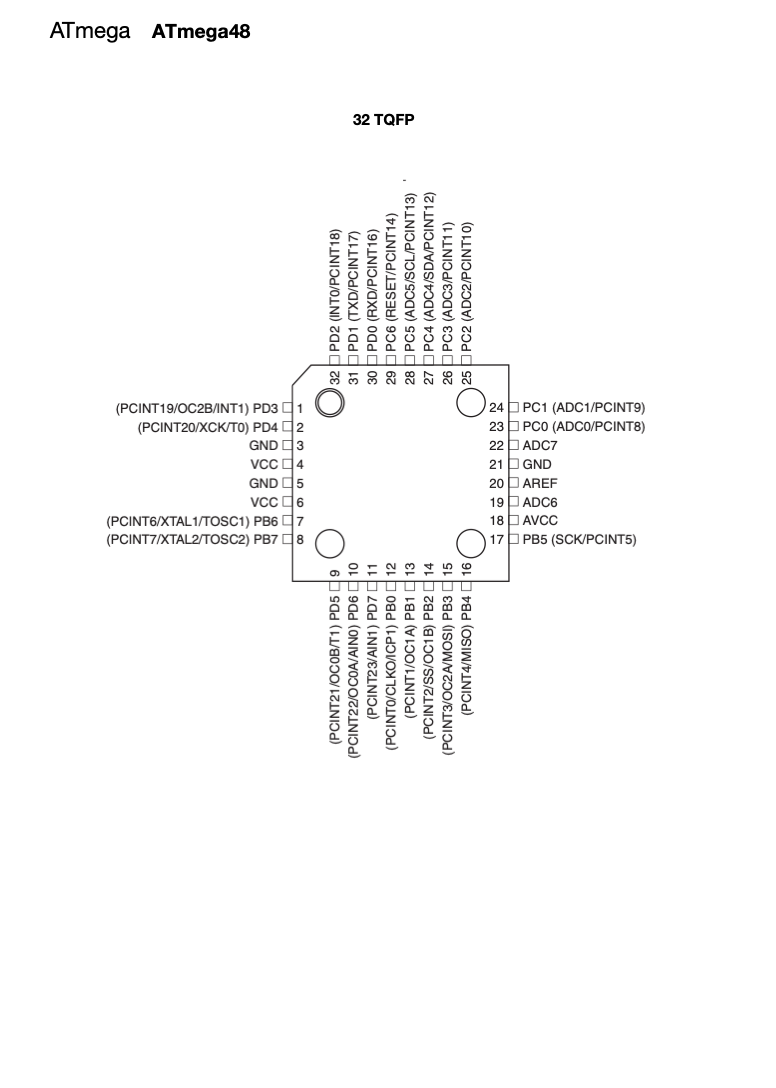 ATmega ATmega48
32 TQFP
32 PD2 (INT0/PCINT18)
31 PD1 (TXD/PCINT17)
30 PD0 (RXD/PCINT16)
29 PC6 (RESET/PCINT14)
28 PC5 (ADC5/SCL/PCINT13)
27 PC4 (ADC4/SDA/PCINT12)
26 PC3 (ADC3/PCINT11)
25 PC2 (ADC2/PCINT10)
(PCINT19/OC2B/INT1) PD3 1
(PCINT20/XCK/T0) PD4 2
GND 3
VCC 4
GND 5
VCC 6
(PCINT6/XTAL1/TOSC1) PB6 7
(PCINT7/XTAL2/TOSC2) PB7 8
24 PC1 (ADC1/PCINT9)
23 PC0 (ADC0/PCINT8)
22 ADC7
21 GND
20 AREF
19 ADC6
18 AVCC
17 PB5 (SCK/PCINT5)
(PCINT21/OC0B/T1) PD5 9
(PCINT22/OC0A/AIN0) PD6 10
(PCINT23/AIN1) PD7 11
(PCINT0/CLKO/ICP1) PB0 12
(PCINT1/OC1A) PB1 13
(PCINT2/SS/OC1B) PB2 14
(PCINT3/OC2A/MOSI) PB3 15
(PCINT4/MISO) PB4 16